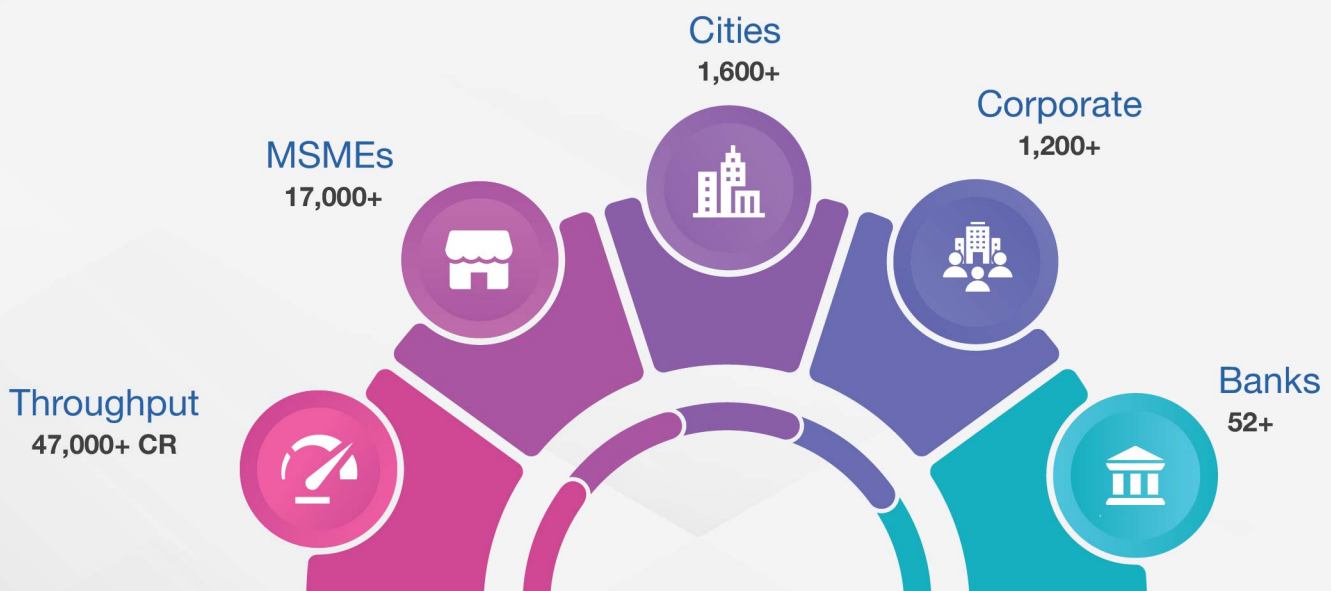 Cities
1,600+
Corporate
1,200+
MSMEs
17,000+
Throughput
47,000+ CR
Banks
52+